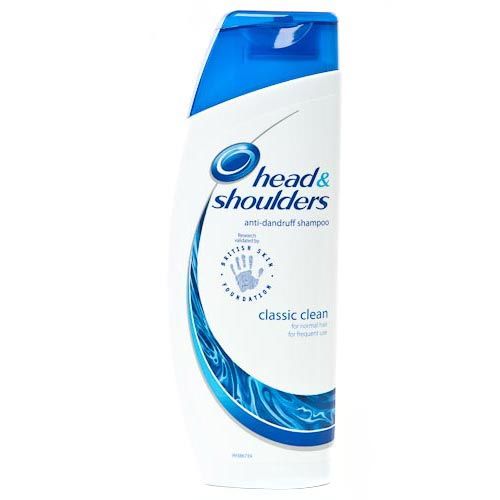 head&
shoulders
anti-dandruff shampoo
Research
validated by
BRITISH SKIN
FOUNDATION
classic clean
for normal hair
for frequent use